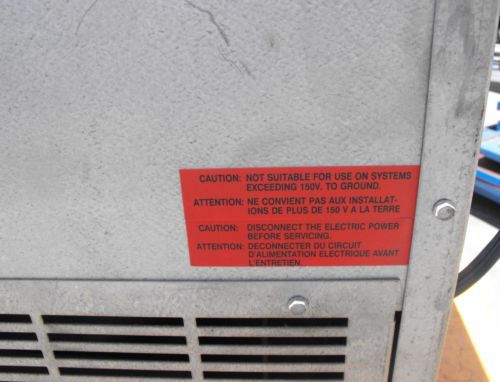 CAUTION: NOT SUITABLE FOR USE ON SYSTEMS
EXCEEDING 150V. TO GROUND.
ATTENTION: NE CONVIENT PAS AUX INSTALLAT-
IONS DE PLUS DE 150 V A LA TERRE
CAUTION: DISCONNECT THE ELECTRIC POWER
BEFORE SERVICING.
ATTENTION: DECONNECTER DU CIRCUIT
D'ALIMENTATION ELECTRIQUE AVANT
L'ENTRETIEN.